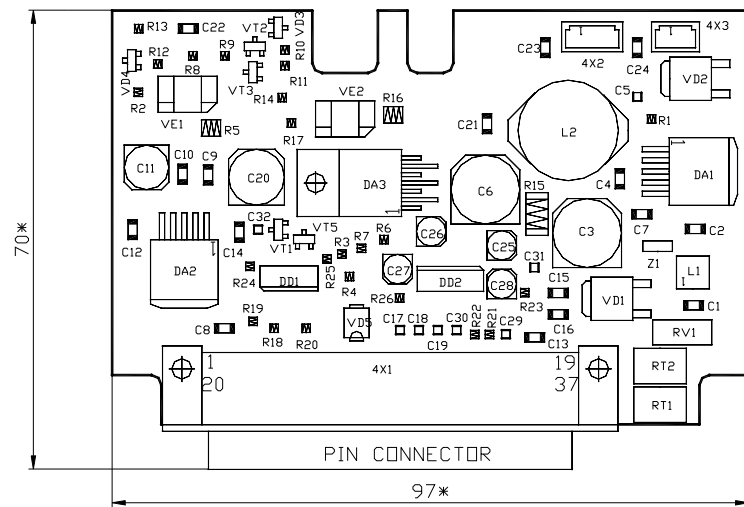 R13
C22
VT2
VD3
4X3
R12
R9
R10
C23
4X2
C24
VD4
R8
R11
VD2
R2
VT3
R14
VE2
C5
VE1
R16
R1
R5
C21
L2
R17
C11
C10
C9
C20
DA3
1
C6
R15
C4
1
DA1
C32
C26
C3
C7
C2
C12
C14
VT1
VT5
R6
C25
1
DA2
R3
R7
C31
Z1
L1
R24
DD1
R25
R4
C27
DD2
C28
C15
VD1
R26
R23
C1
R19
VD5
C16
C8
R18
R20
C17
C18
C19
C30
R22
R21
C29
C13
RV1
1
20
4X1
19
37
RT2
RT1
PIN CONNECTOR
70*
97*